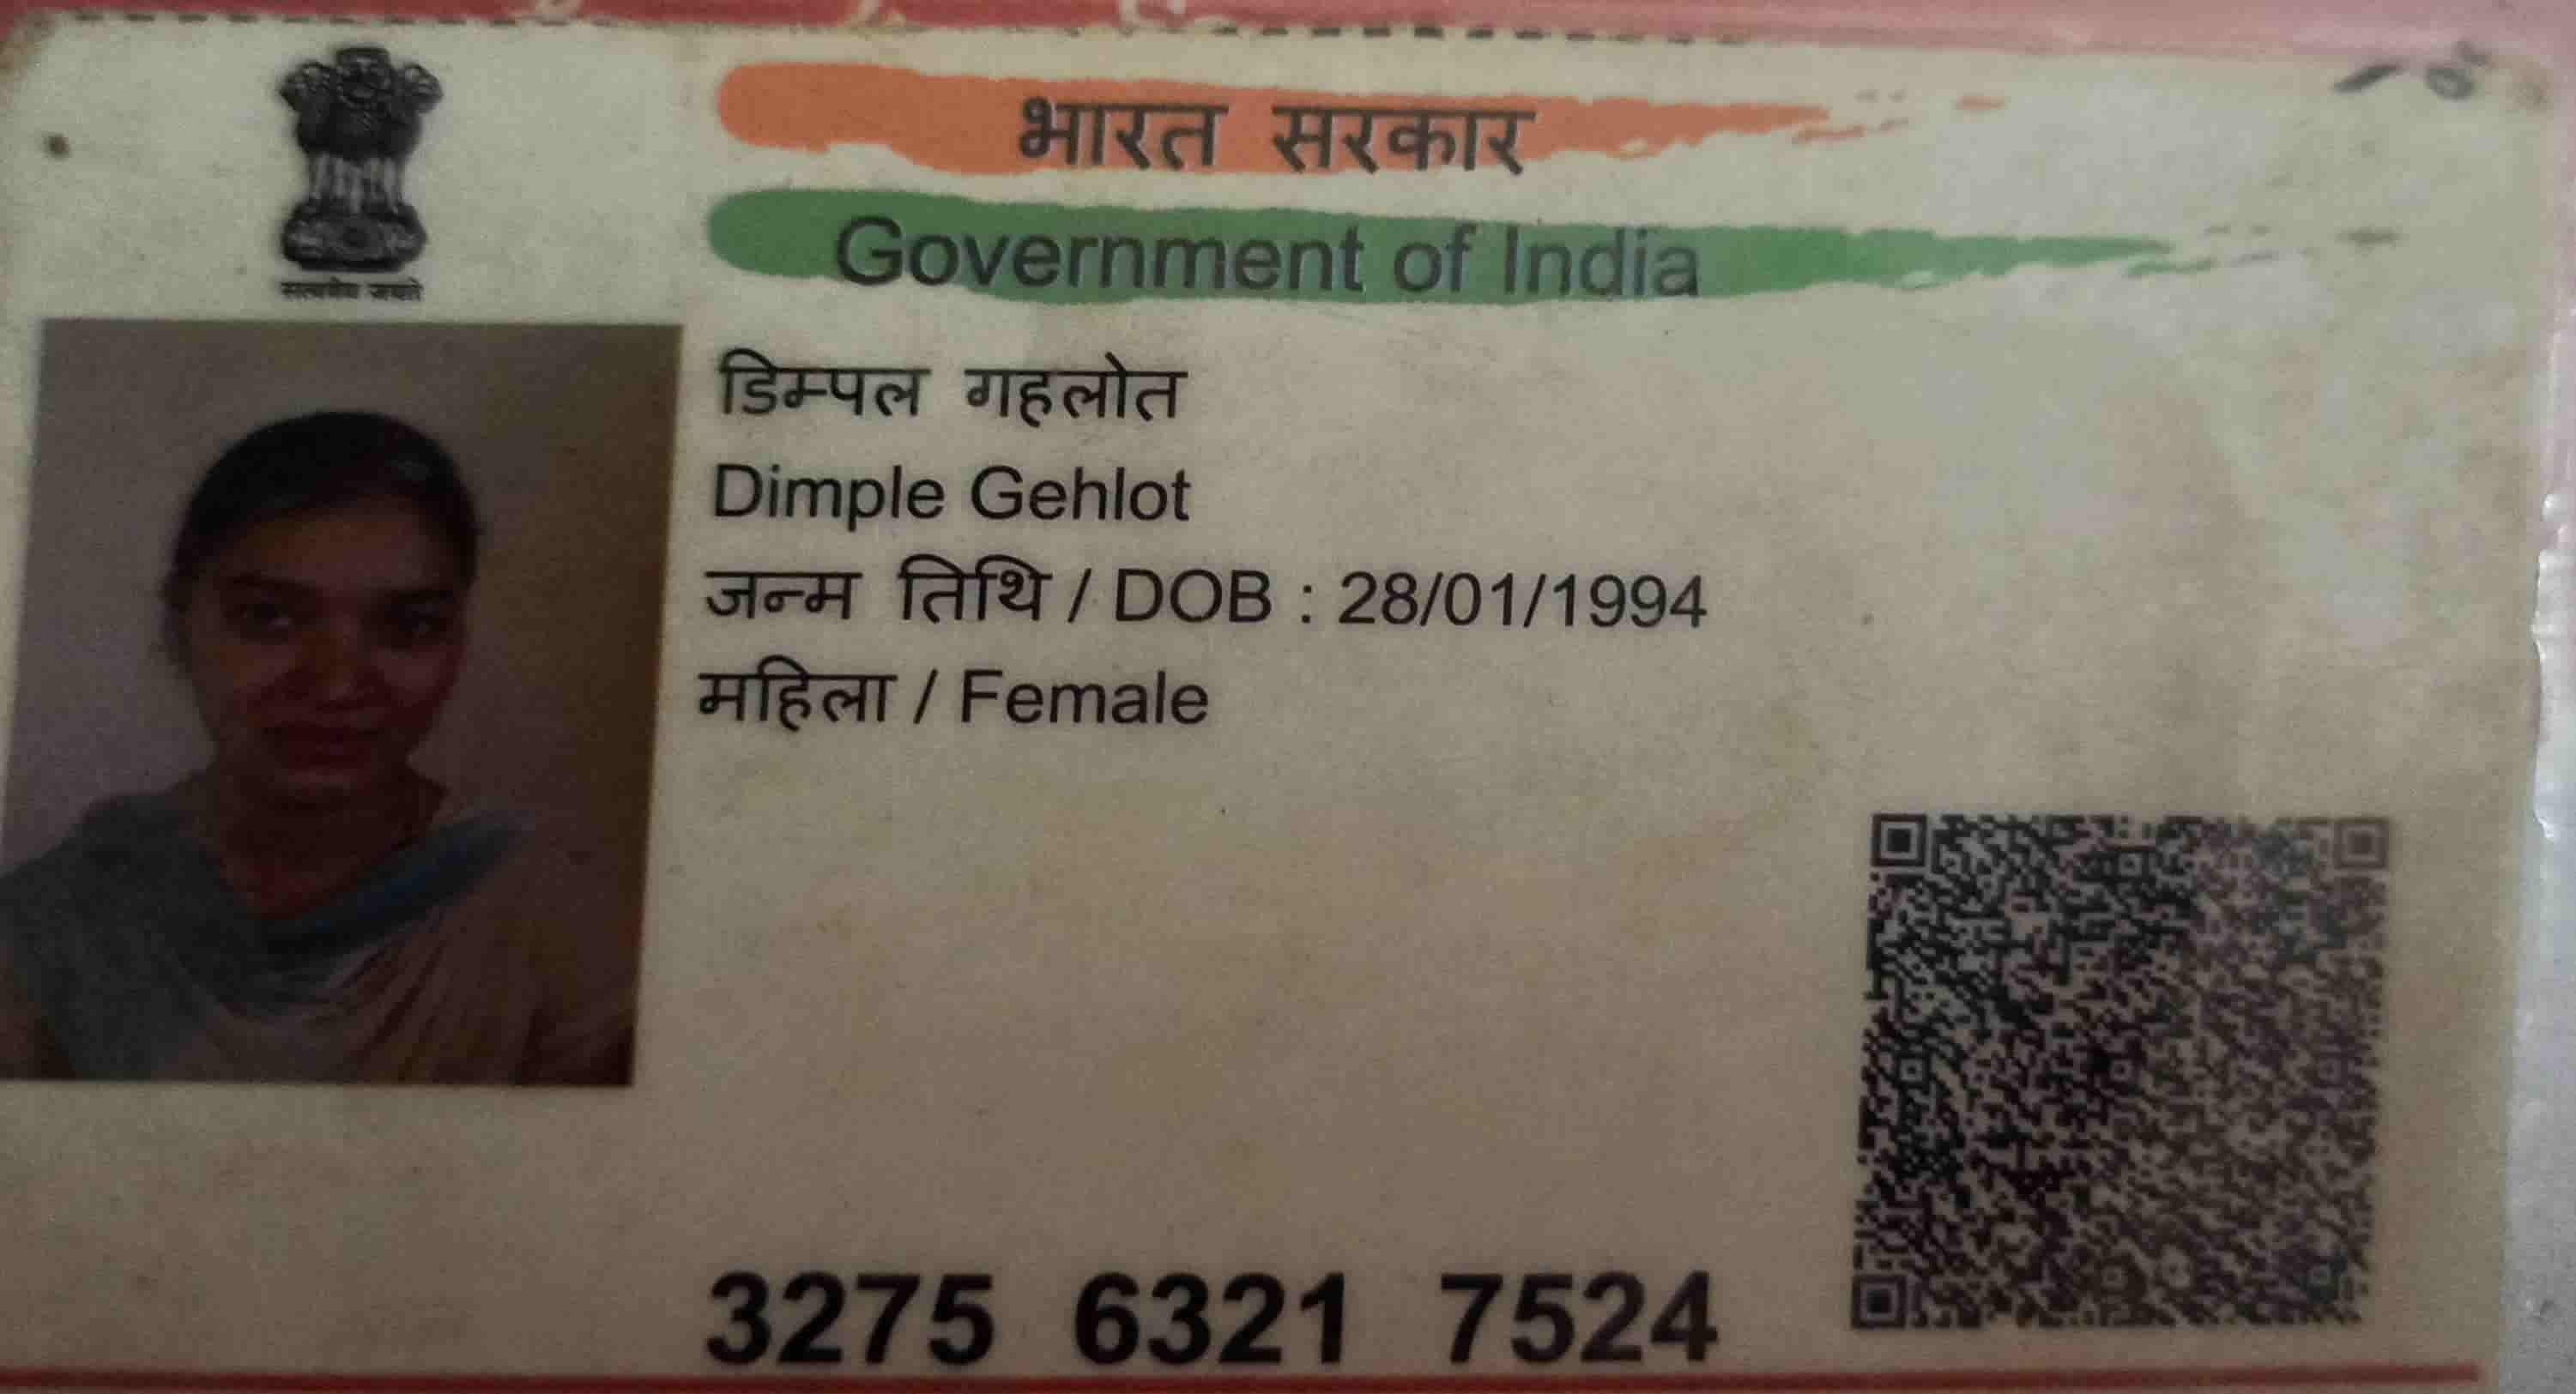 भारत सरकार
Government of India
सत्यमेव जयते
डिम्पल गहलोत
Dimple Gehlot
जन्म तिथि / DOB : 28/01/1994
महिला / Female
3275 6321 7524